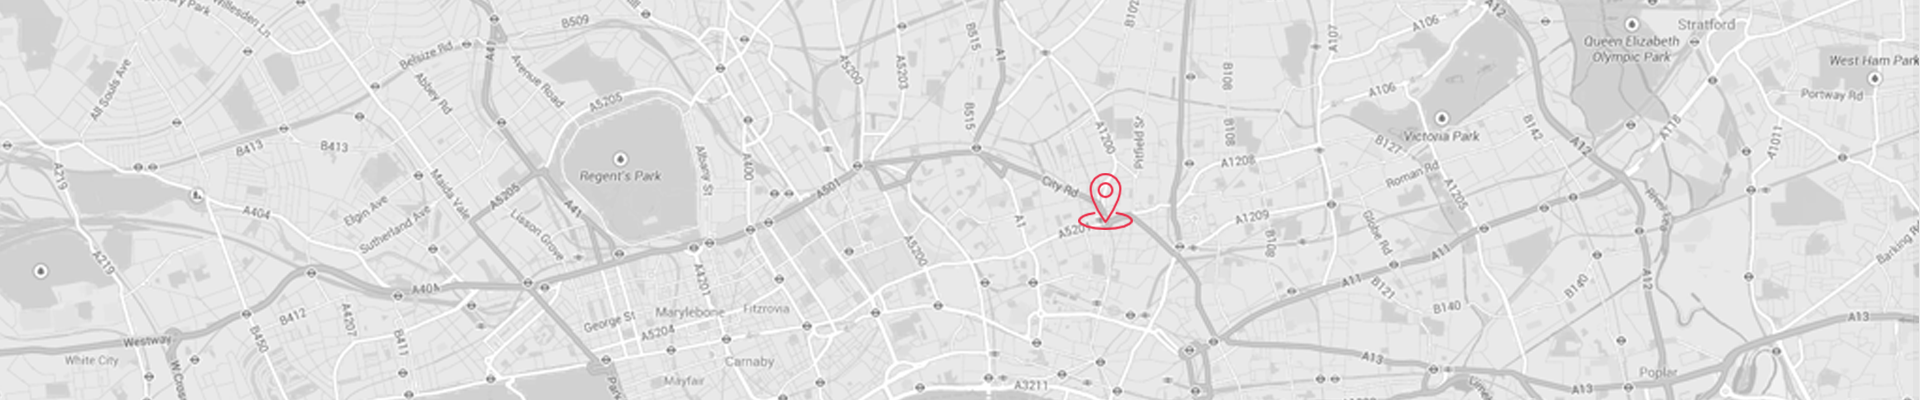 Willesden Ln
B509
Belsize Rd
A41
Avenue Road
Abbey Rd
All Souls Ave
A5205
B413
B413
A219
Regent's Park
Albany St
A400
A5200
A5203
B515
B515
A1
B102
A107
A106
A12
Stratford
Queen Elizabeth
Olympic Park
West Ham Park
Portway Rd
A106
B108
B108
Victoria Park
B142
A12
A118
A1011
A1200
Pitfield St
A1208
B127
Roman Rd
A1205
A501
City Rd
Maida Vale
A5205
A41
Lisson Grove
Elgin Ave
Sutherland Ave
A404
A219
A5201
A1
A5200
A1209
B108
Globe Rd
A11
A11
B121
B140
B140
A12
Barking R
A404
A4201
Marylebone
Fitzrovia
George St
A5204
B412
A4207
B411
B450
Westway
White City
W Cross
Carnaby
Mayfair
Park
A3211
A13
A13
A13
Poplar